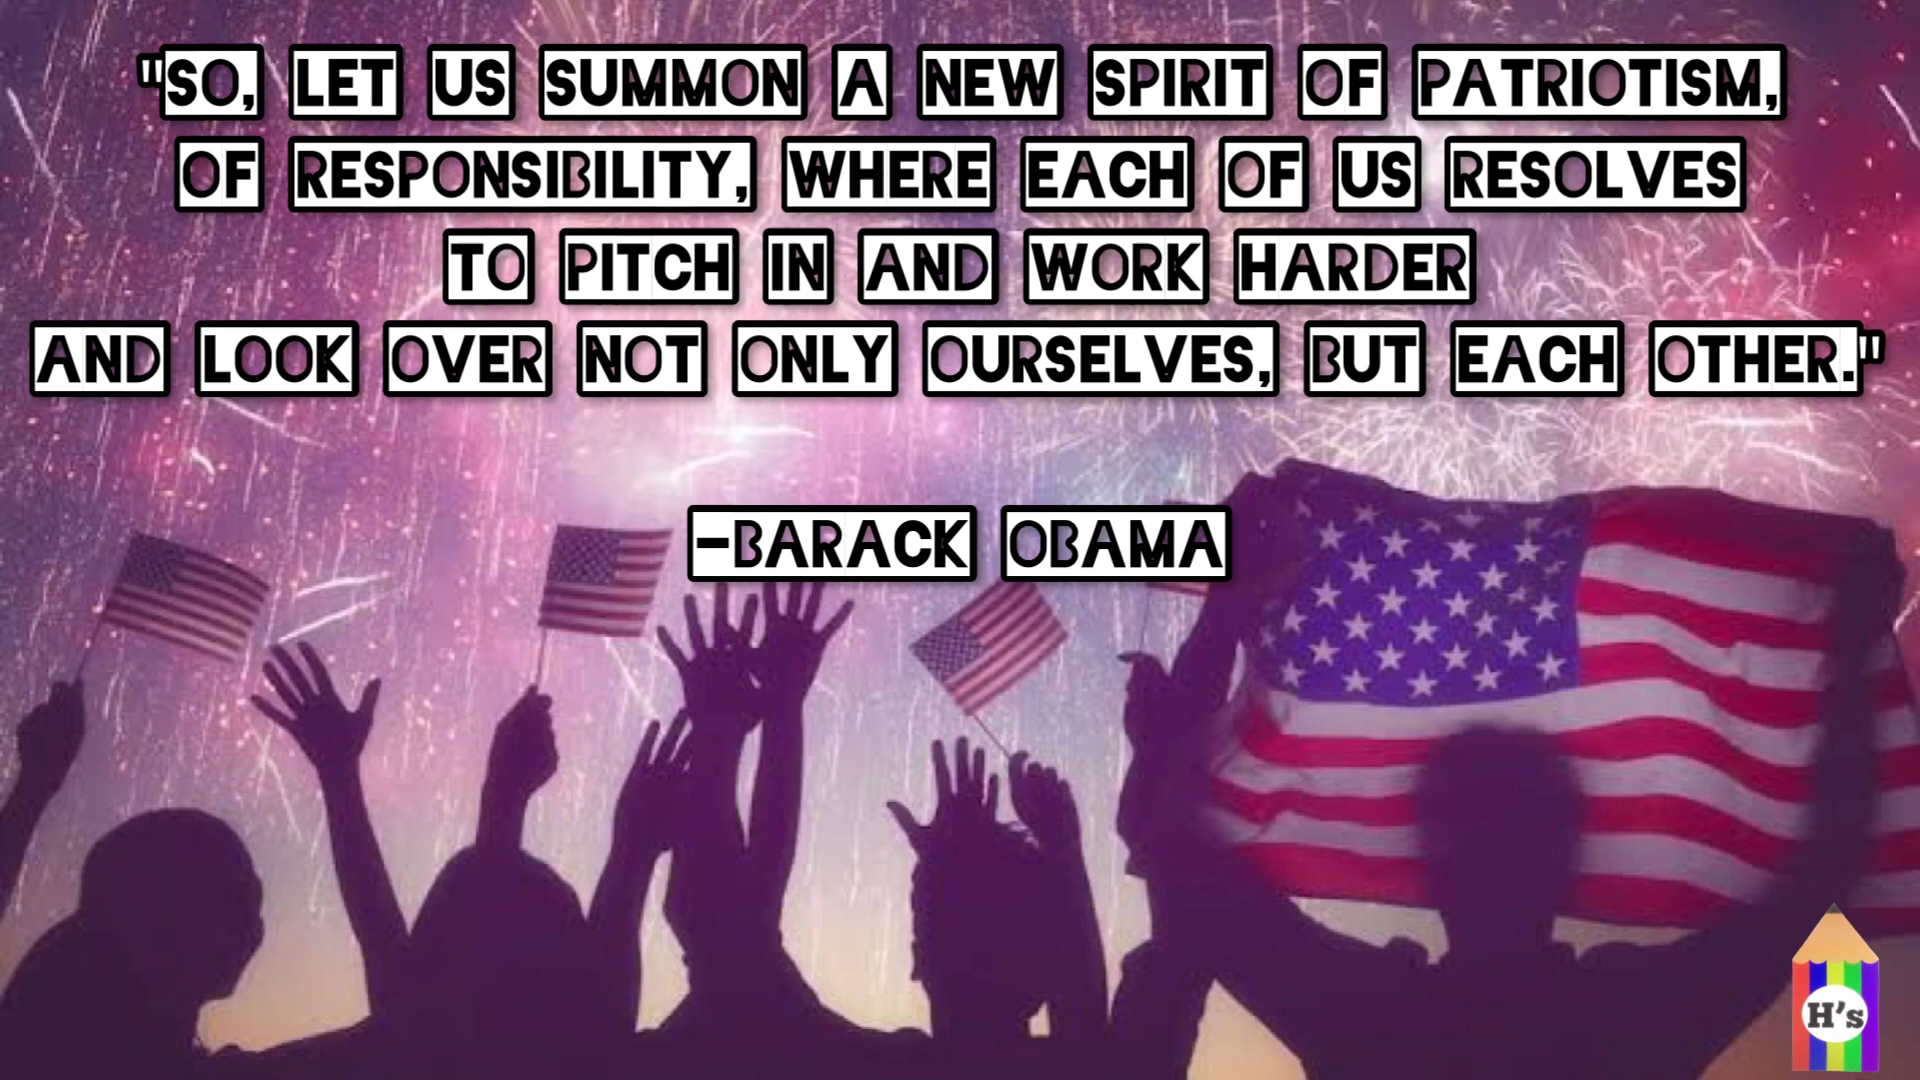 "SO, LET US SUMMON A NEW SPIRIT OF PATRIOTISM,
OF RESPONSIBILITY, WHERE EACH OF US RESOLVES
TO PITCH IN AND WORK HARDER
AND LOOK OVER NOT ONLY OURSELVES, BUT EACH OTHER."
-BARACK OBAMA
H's